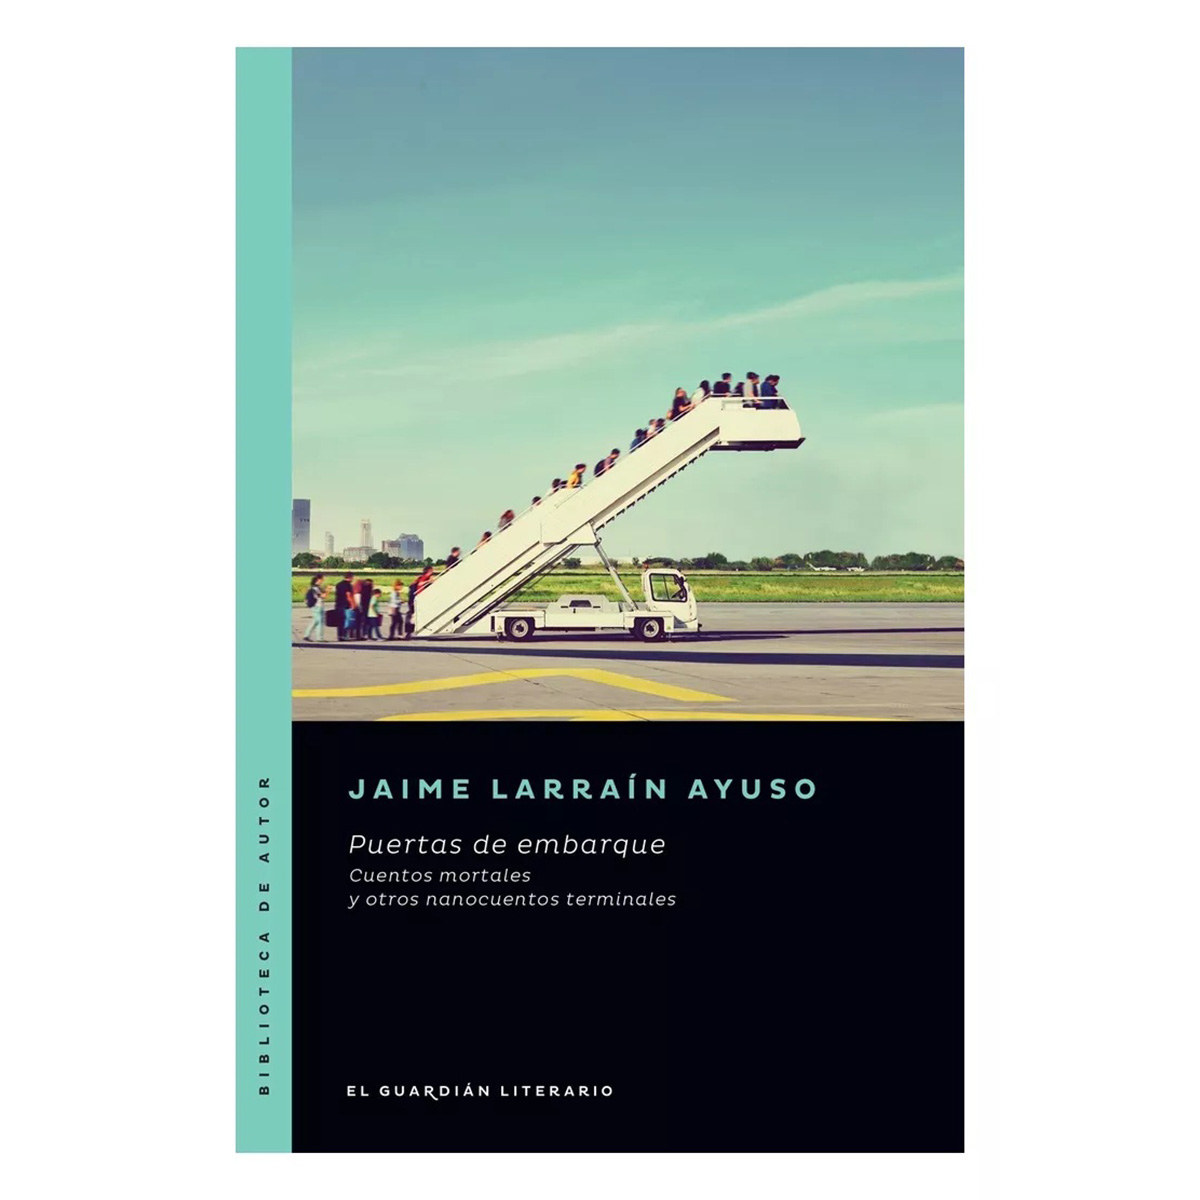 JAIME LARRAÍN AYUSO
Puertas de embarque
Cuentos mortales
y otros nanocuentos terminales
EL GUARDIÁN LITERARIO
BIBLIOTECA DE AUTOR